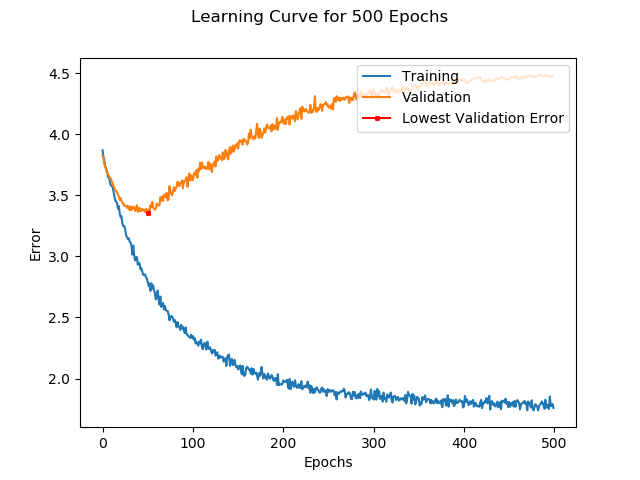 Learning Curve for 500 Epochs
Training
Validation
Lowest Validation Error
4.5
4.0
3.5
3.0
2.5
2.0
Error
0 100 200 300 400 500
Epochs